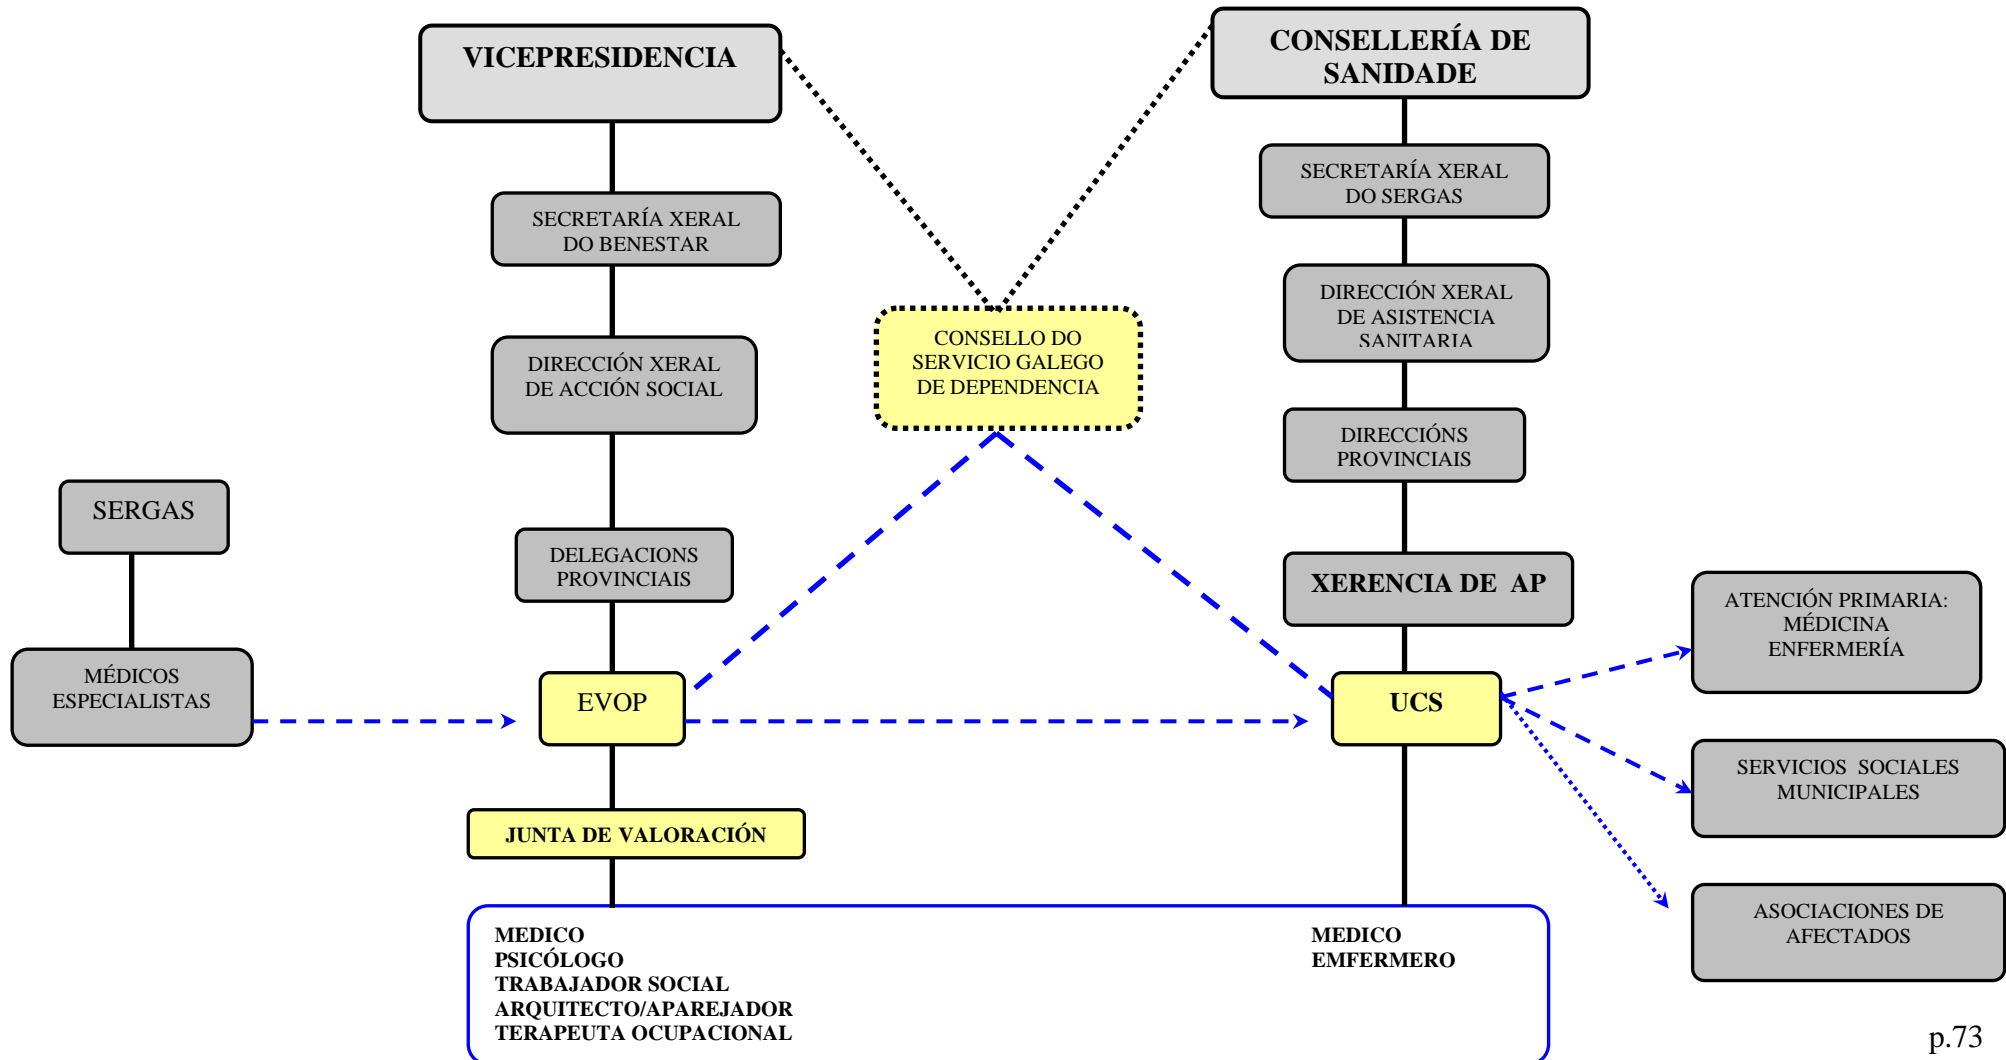 VICEPRESIDENCIA
CONSELLERÍA DE
SANIDADE
SECRETARÍA XERAL
DO BENESTAR
SECRETARÍA XERAL
DO SERGAS
DIRECCIÓN XERAL
DE ACCIÓN SOCIAL
CONSELLO DO
SERVICIO GALEGO
DE DEPENDENCIA
DIRECCIÓN XERAL
DE ASISTENCIA
SANITARIA
DIRECCIÓNS
PROVINCIAIS
SERGAS
DELEGACIONS
PROVINCIAIS
XERENCIA DE AP
ATENCIÓN PRIMARIA:
MÉDICINA
ENFERMERÍA
MÉDICOS
ESPECIALISTAS
EVOP
UCS
SERVICIOS SOCIALES
MUNICIPALES
JUNTA DE VALORACIÓN
ASOCIACIONES DE
AFECTADOS
MEDICO
PSICÓLOGO
TRABAJADOR SOCIAL
ARQUITECTO/APAREJADOR
TERAPEUTA OCUPACIONAL
MEDICO
EMFERMERO
p.73